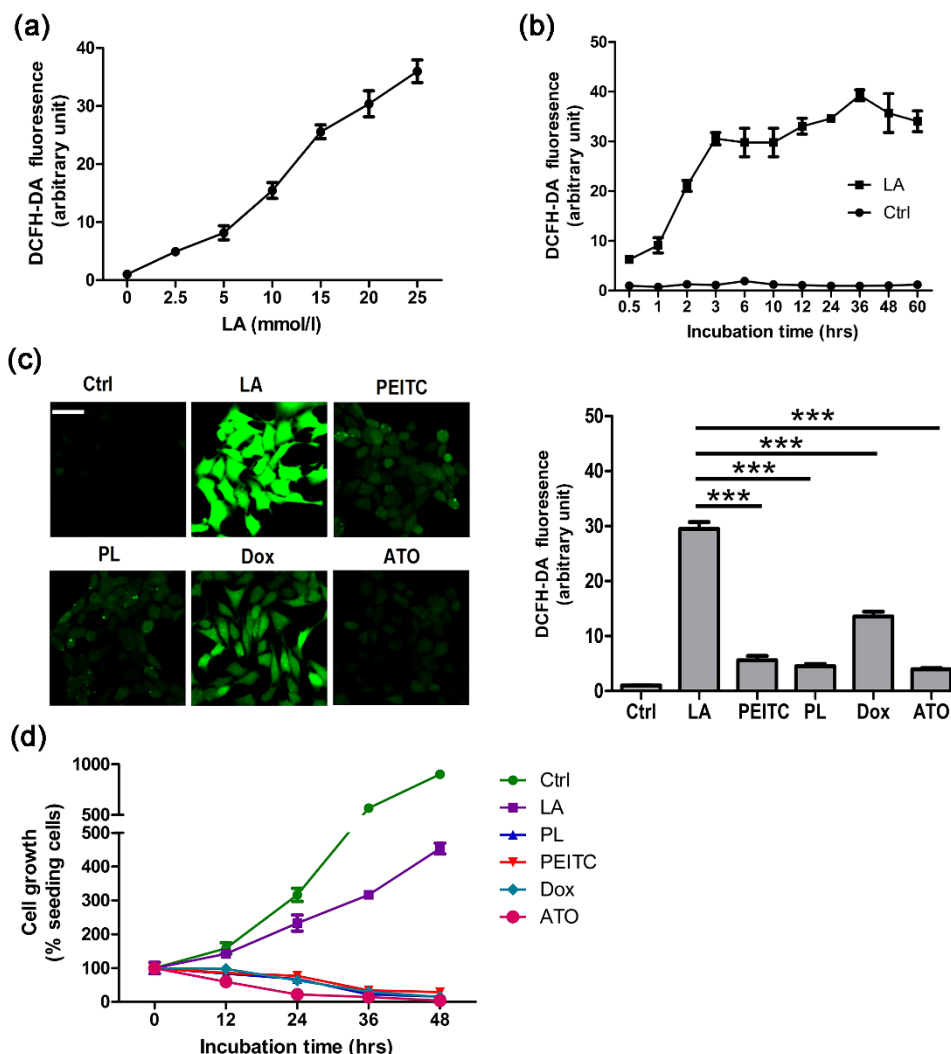 (a)
DCFH-DA fluoresence
(arbitrary unit)
40
30
20
10
0
0 2.5 5 10 15 20 25
LA (mmol/l)
(b)
DCFH-DA fluoresence
(arbitrary unit)
50
40
30
20
10
0
LA
Ctrl
0.5 1 2 3 6 10 12 24 36 48 60
Incubation time (hrs)
(c)
Ctrl LA PEITC
PL Dox ATO
DCFH-DA fluoresence
(arbitrary unit)
50
40
30
20
10
0
***
***
***
***
Ctrl LA PEITC PL Dox ATO
(d)
Cell growth
(% seeding cells)
1000
500
500
400
300
200
100
0
0 12 24 36 48
Incubation time (hrs)
Ctrl
LA
PL
PEITC
Dox
ATO